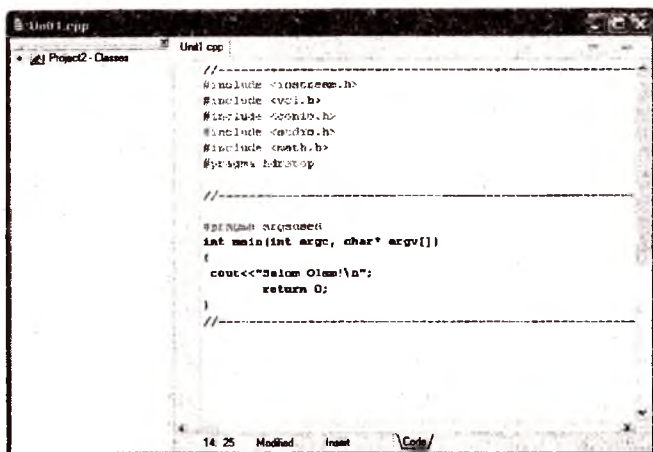 Unit1.cpp
Project2 - Classes
Unit1.cpp
//
#include <iostream.h>
#include <vcl.h>
#include <conio.h>
#include
#include <math.h>
#pragma hdrstop
//
#pragma argsused
int main(int argc, char* argv[])
{
cout<<"Salom Olam!\n";
return 0;
}
//
14: 25 Modified Insert \Code/